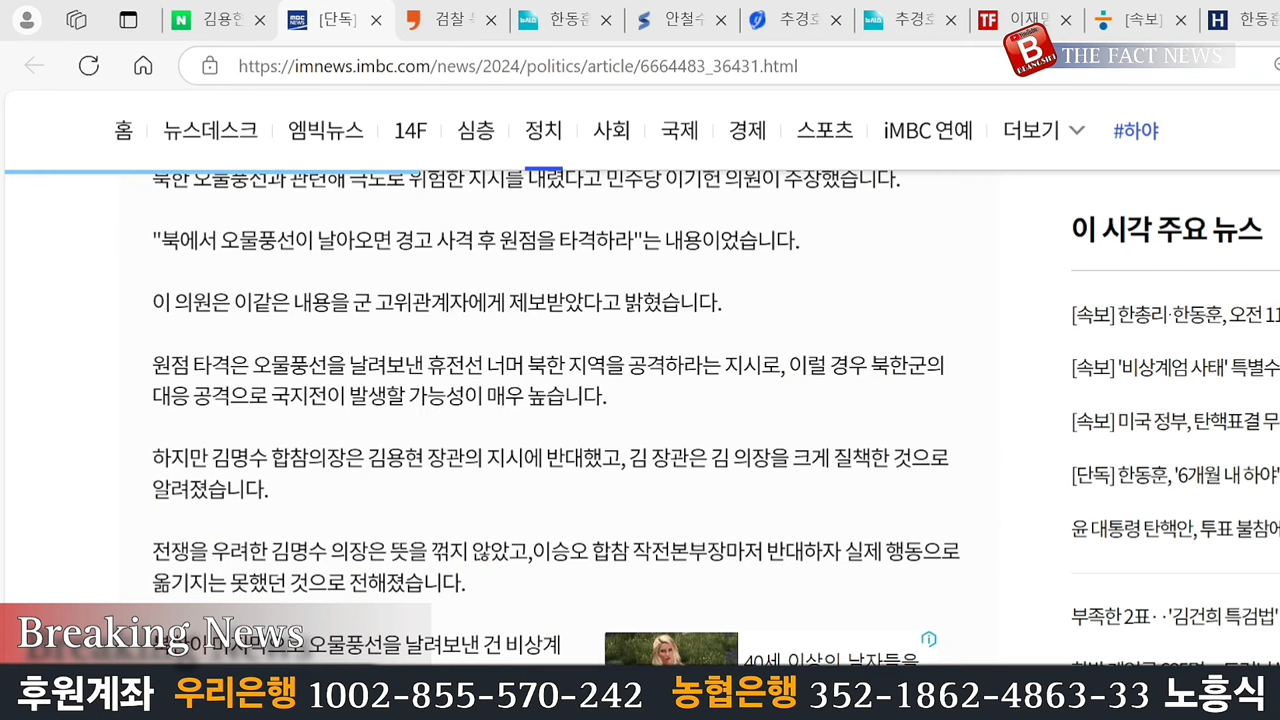 김용현
[단독]
검찰
한동훈
안철수
추경호
추경호
이재명
[속보]
한동훈
https://imnews.imbc.com/news/2024/politics/article/6664483_36431.html
THE FACT NEWS
홈 뉴스데스크 엠빅뉴스 14F 심층 정치 사회 국제 경제 스포츠 iMBC 연예 더보기 #하야
북한 오물풍선과 관련해 극도로 위험한 지시를 내렸다고 민주당 이기헌 의원이 주장했습니다.
"북에서 오물풍선이 날아오면 경고 사격 후 원점을 타격하라"는 내용이었습니다.
이 의원은 이같은 내용을 군 고위관계자에게 제보받았다고 밝혔습니다.
원점 타격은 오물풍선을 날려보낸 휴전선 너머 북한 지역을 공격하라는 지시로, 이럴 경우 북한군의
대응 공격으로 국지전이 발생할 가능성이 매우 높습니다.
하지만 김명수 합참의장은 김용현 장관의 지시에 반대했고, 김 장관은 김 의장을 크게 질책한 것으로
알려졌습니다.
전쟁을 우려한 김명수 의장은 뜻을 꺾지 않았고,이승오 합참 작전본부장마저 반대하자 실제 행동으로
옮기지는 못했던 것으로 전해졌습니다.
오물풍선을 날려보낸 건 비상계
40세 이상의 남자들을
이 시각 주요 뉴스
[속보] 한총리·한동훈, 오전 11
[속보] '비상계엄 사태' 특별수
[속보] 미국 정부, 탄핵표결 무
[단독] 한동훈, '6개월 내 하야'
윤 대통령 탄핵안, 투표 불참에
부족한 2표‥'김건희 특검법'
Breaking News
후원계좌 우리은행 1002-855-570-242 농협은행 352-1862-4863-33 노흥식